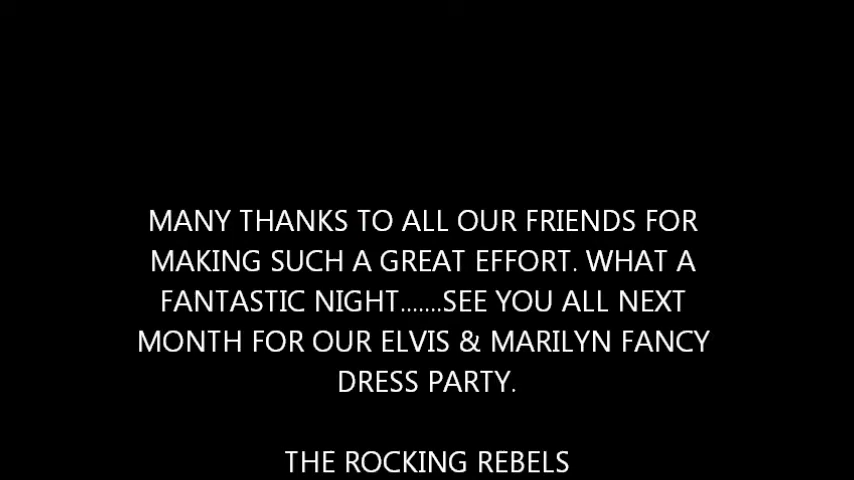 MANY THANKS TO ALL OUR FRIENDS FOR
MAKING SUCH A GREAT EFFORT. WHAT A
FANTASTIC NIGHT.......SEE YOU ALL NEXT
MONTH FOR OUR ELVIS & MARILYN FANCY
DRESS PARTY.
THE ROCKING REBELS